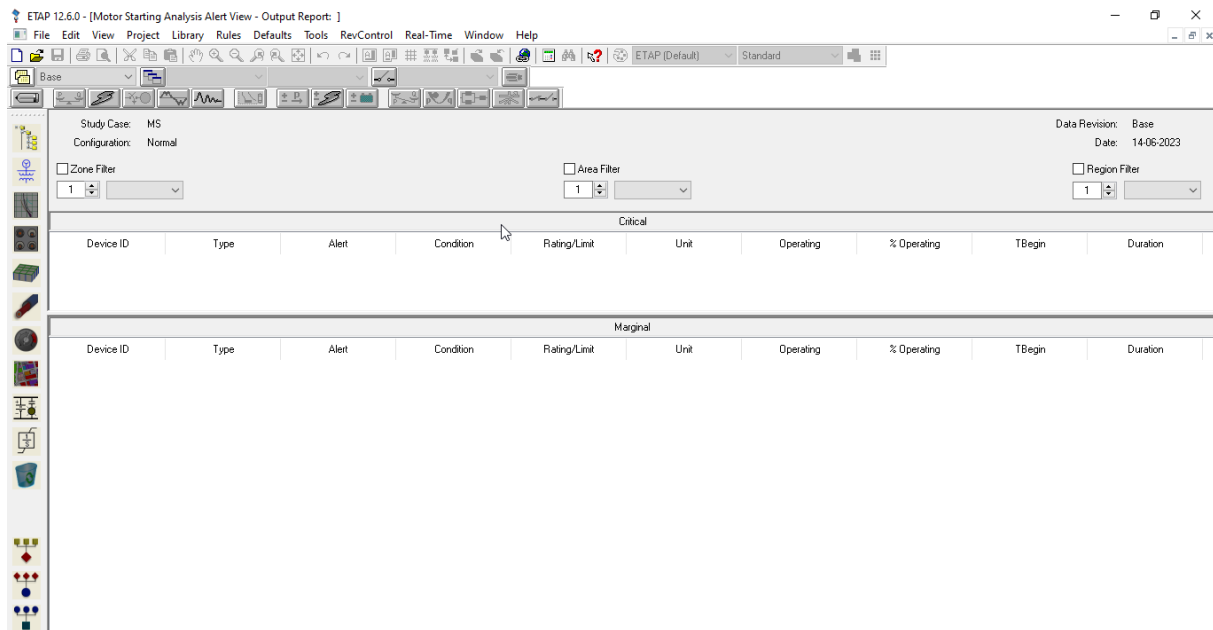 ETAP 12.6.0 - [Motor Starting Analysis Alert View - Output Report: ]
File Edit View Project Library Rules Defaults Tools RevControl Real-Time Window Help
ETAP (Default) Standard
Base
Study Case: MS Data Revision: Base
Configuration: Normal Date: 14-06-2023
Zone Filter Area Filter Region Filter
1 1 1
Critical
Device ID Type Alert Condition Rating/Limit Unit Operating % Operating TBegin Duration
Marginal
Device ID Type Alert Condition Rating/Limit Unit Operating % Operating TBegin Duration